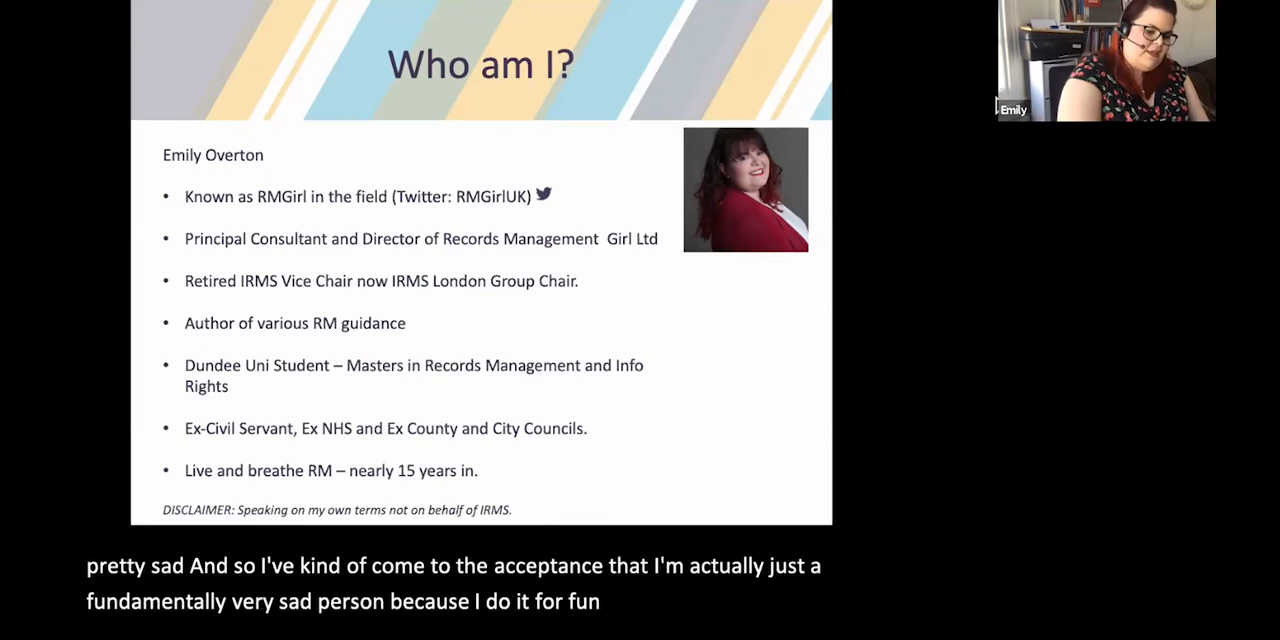 Who am I?
Emily
Emily Overton
• Known as RMGirl in the field (Twitter: RMGirlUK)
• Principal Consultant and Director of Records Management  Girl Ltd
• Retired IRMS Vice Chair now IRMS London Group Chair.
• Author of various RM guidance
• Dundee Uni Student – Masters in Records Management and Info
Rights
• Ex-Civil Servant, Ex NHS and Ex County and City Councils.
• Live and breathe RM – nearly 15 years in.
DISCLAIMER: Speaking on my own terms not on behalf of IRMS.
pretty sad And so I've kind of come to the acceptance that I'm actually just a
fundamentally very sad person because I do it for fun